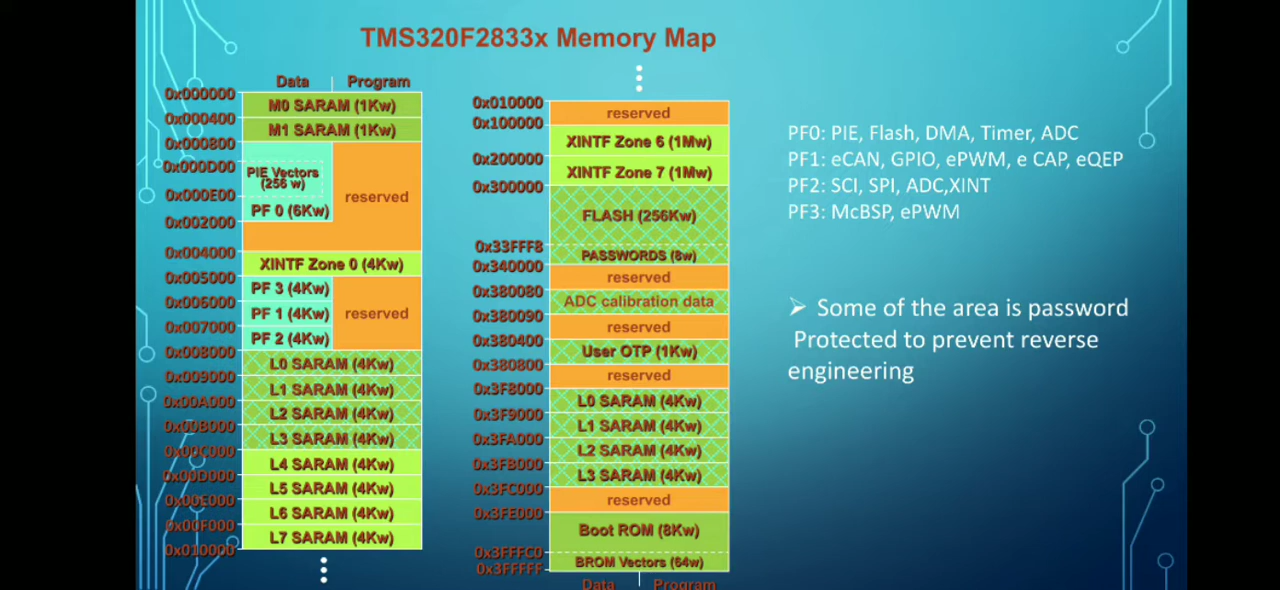 TMS320F2833x Memory Map
Data Program
0x000000
M0 SARAM (1Kw)
0x000400
M1 SARAM (1Kw)
0x000800
0x000D00
PIE Vectors
(256 w)
reserved
0x000E00
PF 0 (6Kw)
0x002000
0x004000
XINTF Zone 0 (4Kw)
0x005000
PF 3 (4Kw)
0x006000
PF 1 (4Kw)
reserved
0x007000
PF 2 (4Kw)
0x008000
L0 SARAM (4Kw)
0x009000
L1 SARAM (4Kw)
0x00A000
L2 SARAM (4Kw)
0x00B000
L3 SARAM (4Kw)
0x00C000
L4 SARAM (4Kw)
0x00D000
L5 SARAM (4Kw)
0x00E000
L6 SARAM (4Kw)
0x00F000
L7 SARAM (4Kw)
0x010000
0x010000
reserved
0x100000
XINTF Zone 6 (1Mw)
0x200000
XINTF Zone 7 (1Mw)
0x300000
FLASH (256Kw)
0x33FFF8
PASSWORDS (8w)
0x340000
reserved
0x380080
ADC calibration data
0x380090
reserved
0x380400
User OTP (1Kw)
0x380800
reserved
0x3F8000
L0 SARAM (4Kw)
0x3F9000
L1 SARAM (4Kw)
0x3FA000
L2 SARAM (4Kw)
0x3FB000
L3 SARAM (4Kw)
0x3FC000
reserved
0x3FE000
Boot ROM (8Kw)
0x3FFFC0
BROM Vectors (64w)
0x3FFFFF
Data Program
PF0: PIE, Flash, DMA, Timer, ADC
PF1: eCAN, GPIO, ePWM, e CAP, eQEP
PF2: SCI, SPI, ADC,XINT
PF3: McBSP, ePWM
➢ Some of the area is password
Protected to prevent reverse
engineering